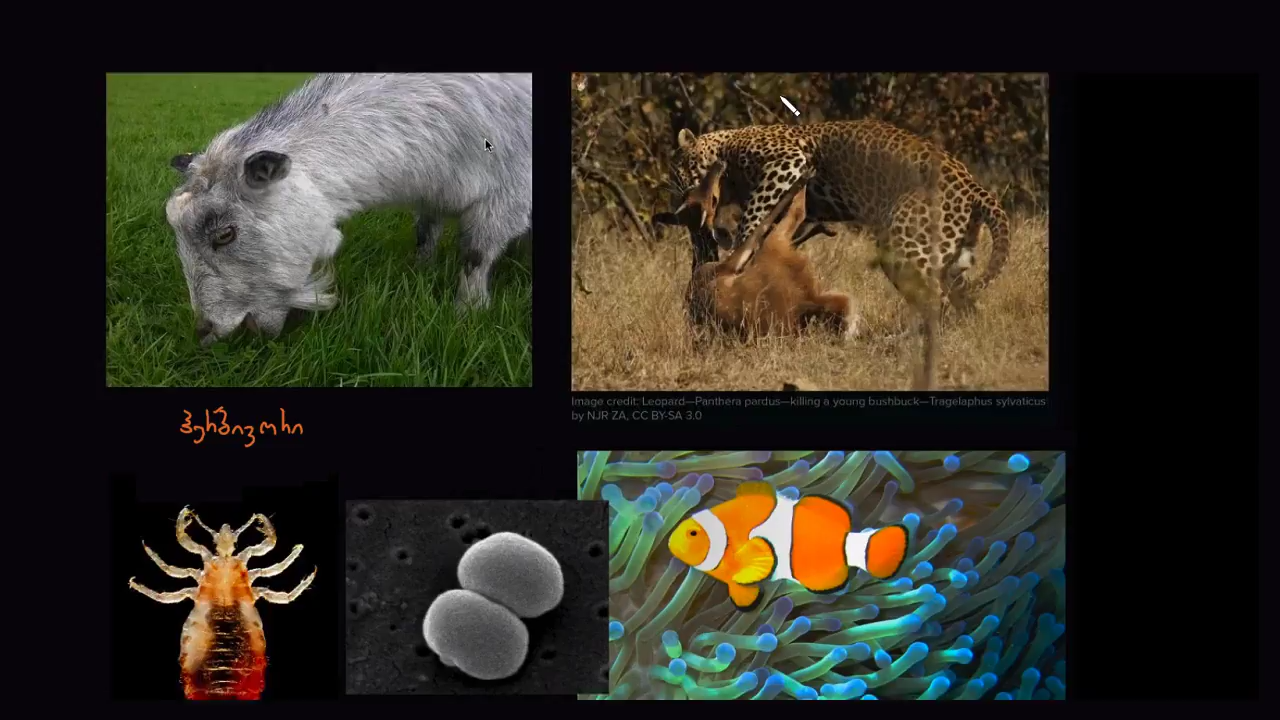 ჰერბივორი
Image credit: Leopard—Panthera pardus—killing a young bushbuck—Tragelaphus sylvaticus
by NJR ZA, CC BY-SA 3.0